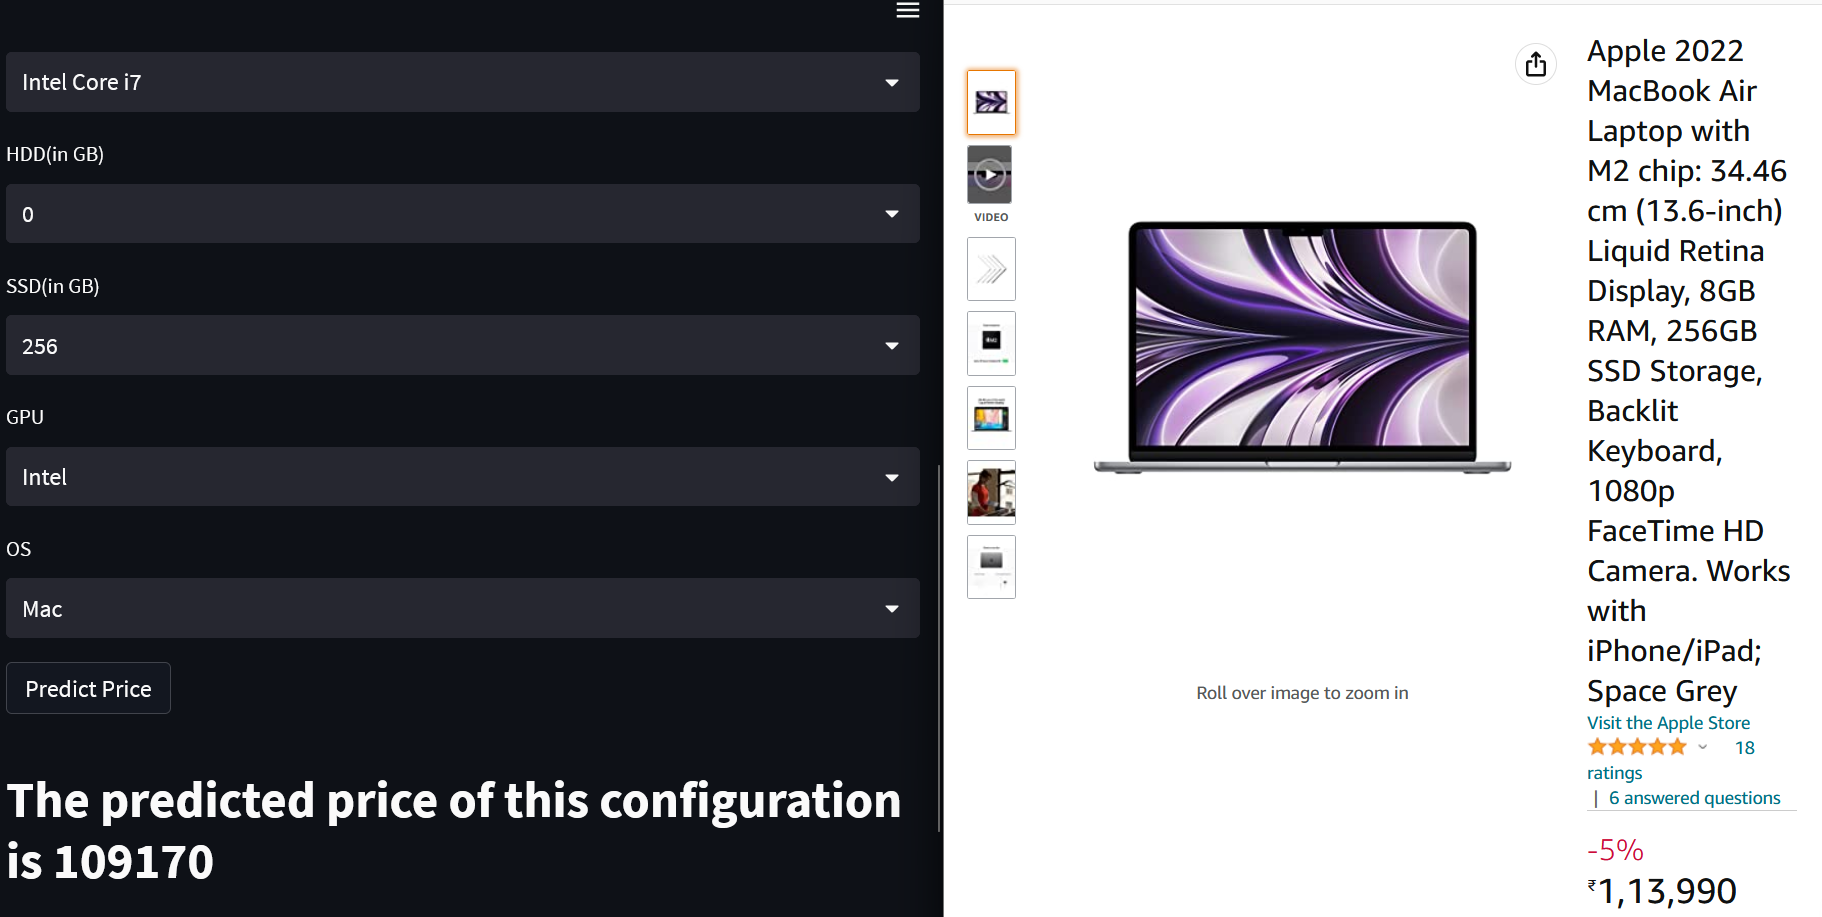 Intel Core i7
HDD(in GB)
0
SSD(in GB)
256
GPU
Intel
OS
Mac
Predict Price
The predicted price of this configuration
is 109170
VIDEO
Roll over image to zoom in
Apple 2022
MacBook Air
Laptop with
M2 chip: 34.46
cm (13.6-inch)
Liquid Retina
Display, 8GB
RAM, 256GB
SSD Storage,
Backlit
Keyboard,
1080p
FaceTime HD
Camera. Works
with
iPhone/iPad;
Space Grey
Visit the Apple Store
18
ratings
| 6 answered questions
-5%
₹1,13,990